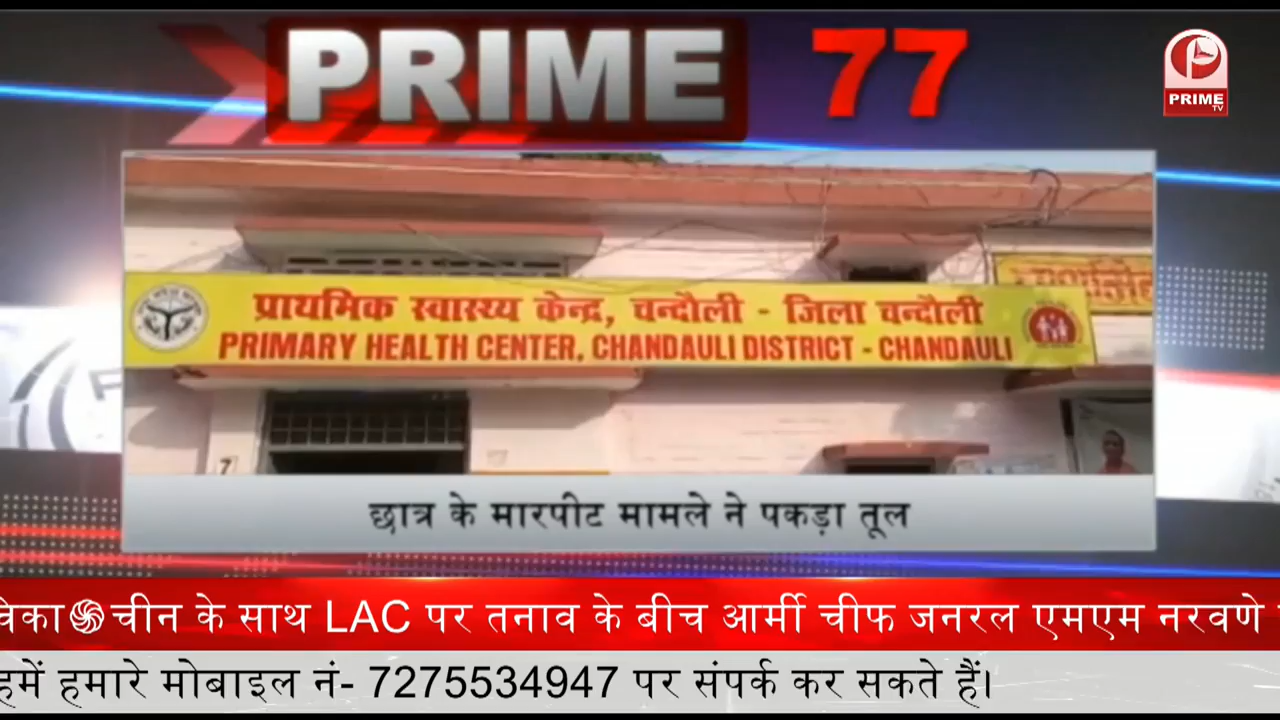 PRIME 77
PRIME
TV
प्राथमिक स्वास्थ्य केन्द्र, चन्दौली - जिला चन्दौली
PRIMARY HEALTH CENTER, CHANDAULI DISTRICT - CHANDAULI
7
छात्र के मारपीट मामले ने पकड़ा तूल
चीन के साथ LAC पर तनाव के बीच आर्मी चीफ जनरल एमएम नरवणे
हमें हमारे मोबाइल नं- 7275534947 पर संपर्क कर सकते हैं।